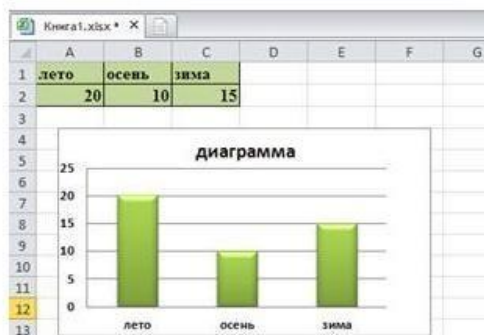 Книга1.xlsx *
A B C D E F G
1 лето осень зима
2 20 10 15
3
4
диаграмма
5
25
6
20
7
8
15
9
10
10
11
5
12
0
13
лето осень зима